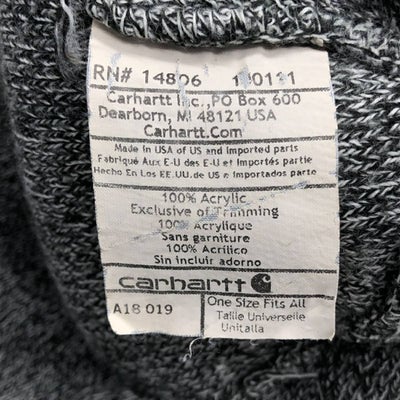 RN# 14806
Carhartt Inc., PO Box 600
Dearborn, MI 48121 USA
Carhartt.Com
Made in USA of US and Imported parts
Fabriqué Aux E-U des E-U et Importés partie
Hecho En Los EE.UU.de US e Importados parte
100% Acrylic
Exclusive of Trimming
100% Acrylique
Sans garniture
100% Acrílico
Sin incluir adorno
carhartt
A18 019
One Size Fits All
Taille Universelle
Unitalla